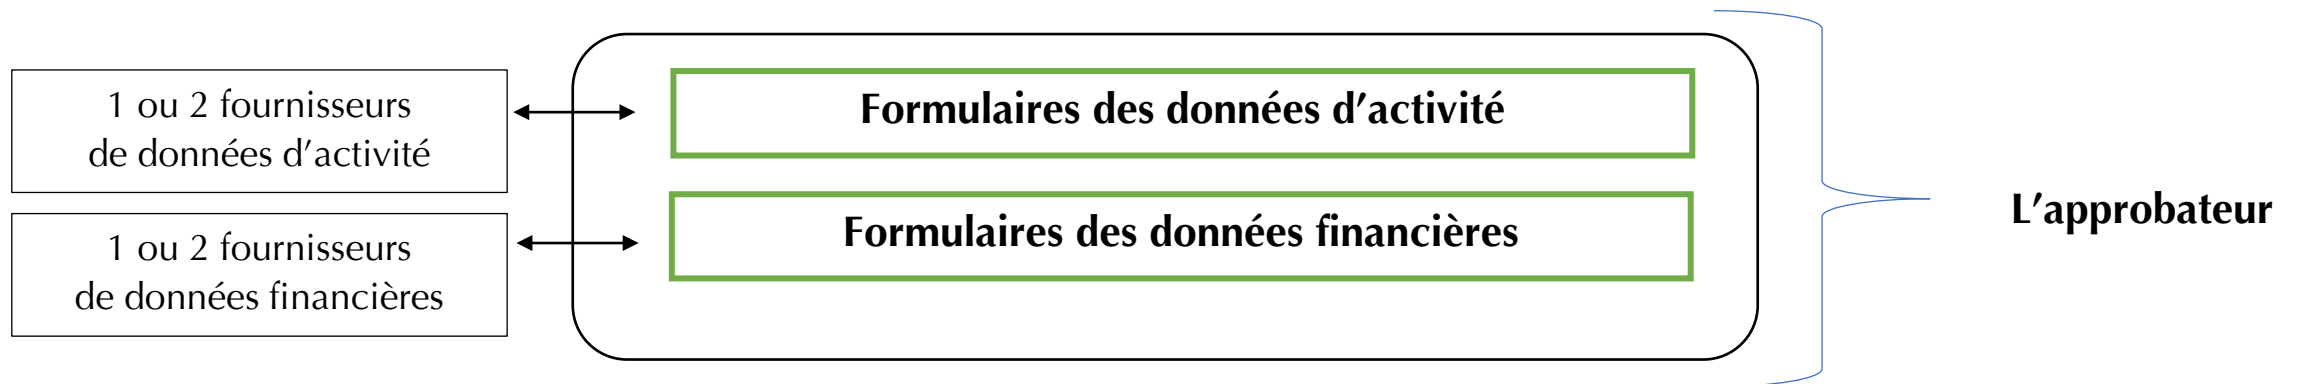 1 ou 2 fournisseurs
de données d’activité
Formulaires des données d’activité
1 ou 2 fournisseurs
de données financières
Formulaires des données financières
L’approbateur